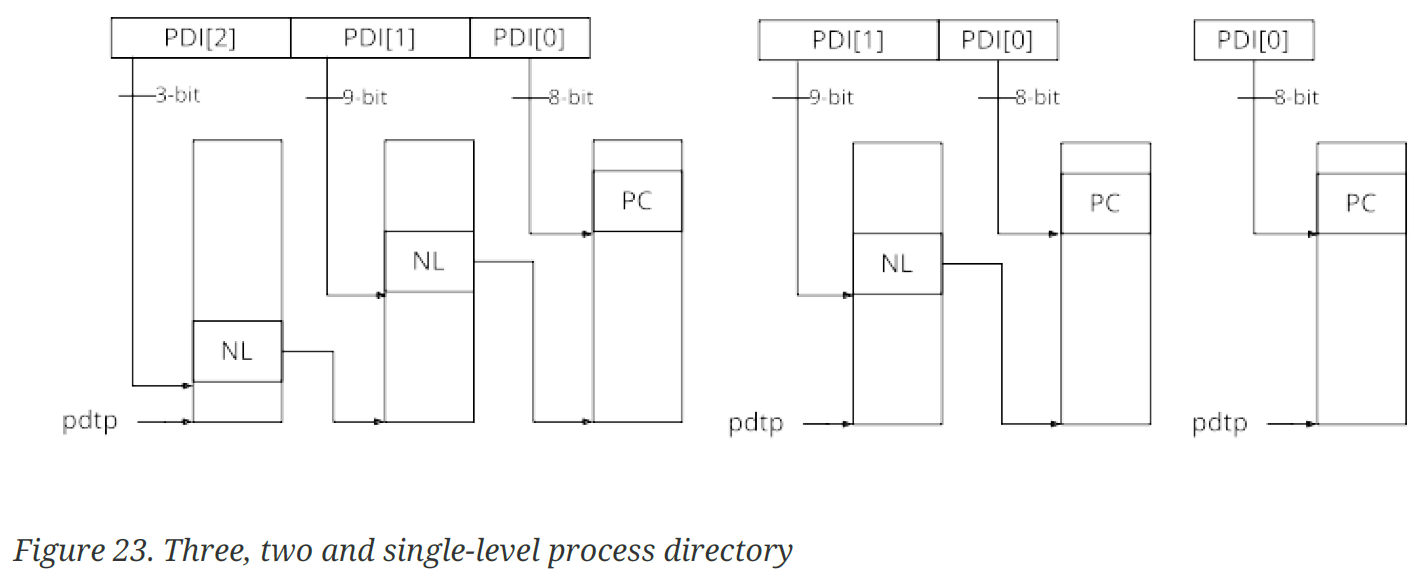 PDI[2] PDI[1] PDI[0] PDI[1] PDI[0] PDI[0]
3-bit 9-bit 8-bit 9-bit 8-bit 8-bit
PC PC PC
NL NL
NL
pdtp pdtp pdtp
Figure 23. Three, two and single-level process directory